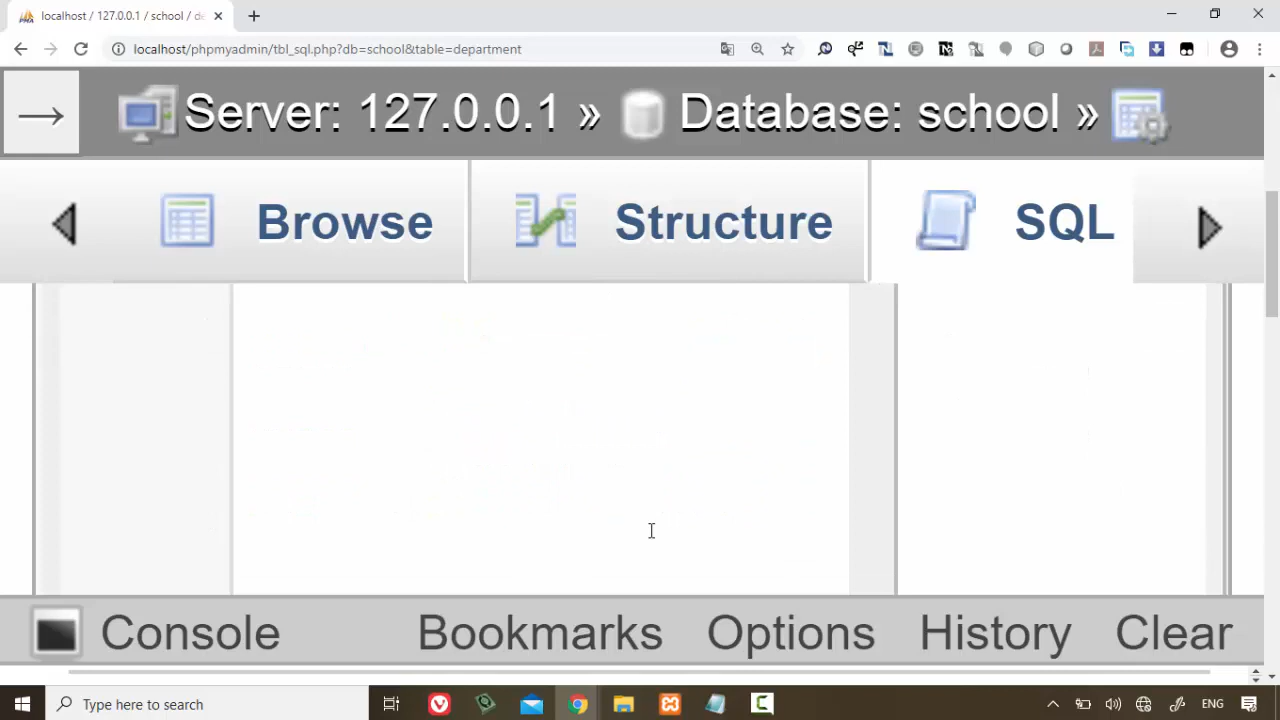 localhost / 127.0.0.1 / school / de
localhost/phpmyadmin/tbl_sql.php?db=school&table=department
Server: 127.0.0.1 » Database: school »
Browse Structure SQL
Console Bookmarks Options History Clear
Type here to search
ENG